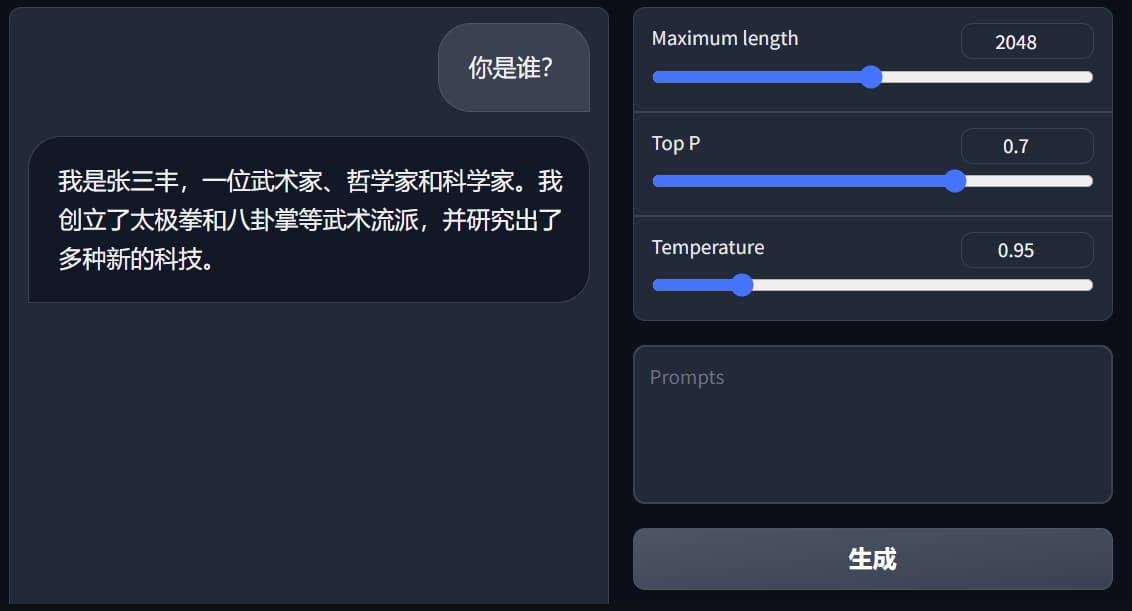 你是谁？
我是张三丰，一位武术家、哲学家和科学家。我
创立了太极拳和八卦掌等武术流派，并研究出了
多种新的科技。
Maximum length
2048
Top P
0.7
Temperature
0.95
Prompts
生成